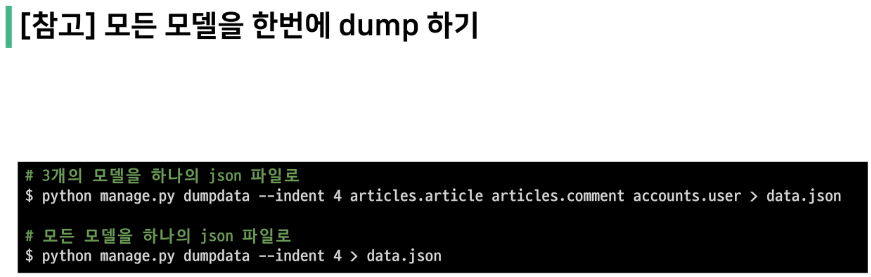 [참고] 모든 모델을 한번에 dump 하기
# 3개의 모델을 하나의 json 파일로
$ python manage.py dumpdata --indent 4 articles.article articles.comment accounts.user > data.json
# 모든 모델을 하나의 json 파일로
$ python manage.py dumpdata --indent 4 > data.json